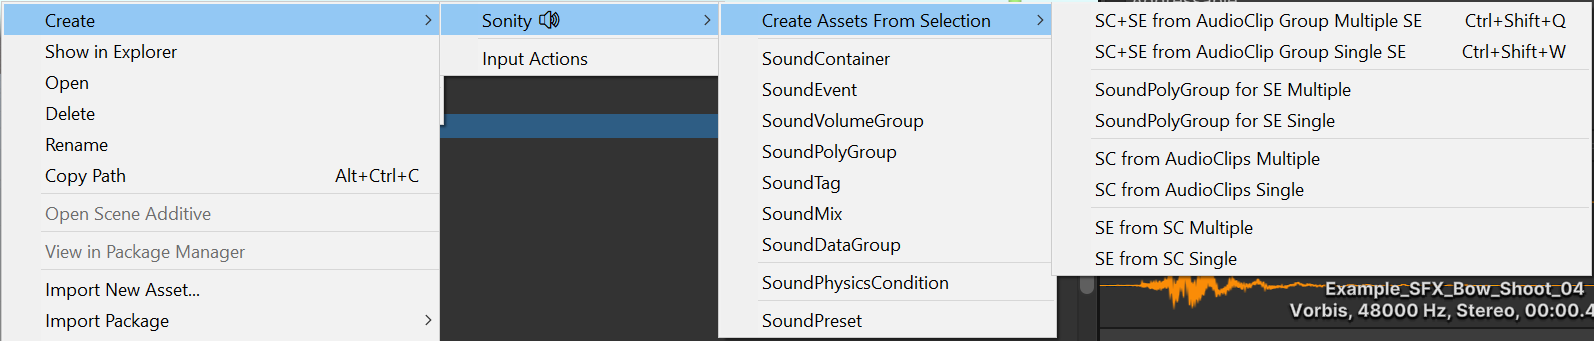 Create
Show in Explorer
Open
Delete
Rename
Copy Path Alt+Ctrl+C
Open Scene Additive
View in Package Manager
Import New Asset...
Import Package
Sonity
Input Actions
Create Assets From Selection
SoundContainer
SoundEvent
SoundVolumeGroup
SoundPolyGroup
SoundTag
SoundMix
SoundDataGroup
SoundPhysicsCondition
SoundPreset
SC+SE from AudioClip Group Multiple SE Ctrl+Shift+Q
SC+SE from AudioClip Group Single SE Ctrl+Shift+W
SoundPolyGroup for SE Multiple
SoundPolyGroup for SE Single
SC from AudioClips Multiple
SC from AudioClips Single
SE from SC Multiple
SE from SC Single
Example_SFX_Bow_Shoot_04
Vorbis, 48000 Hz, Stereo, 00:00.4